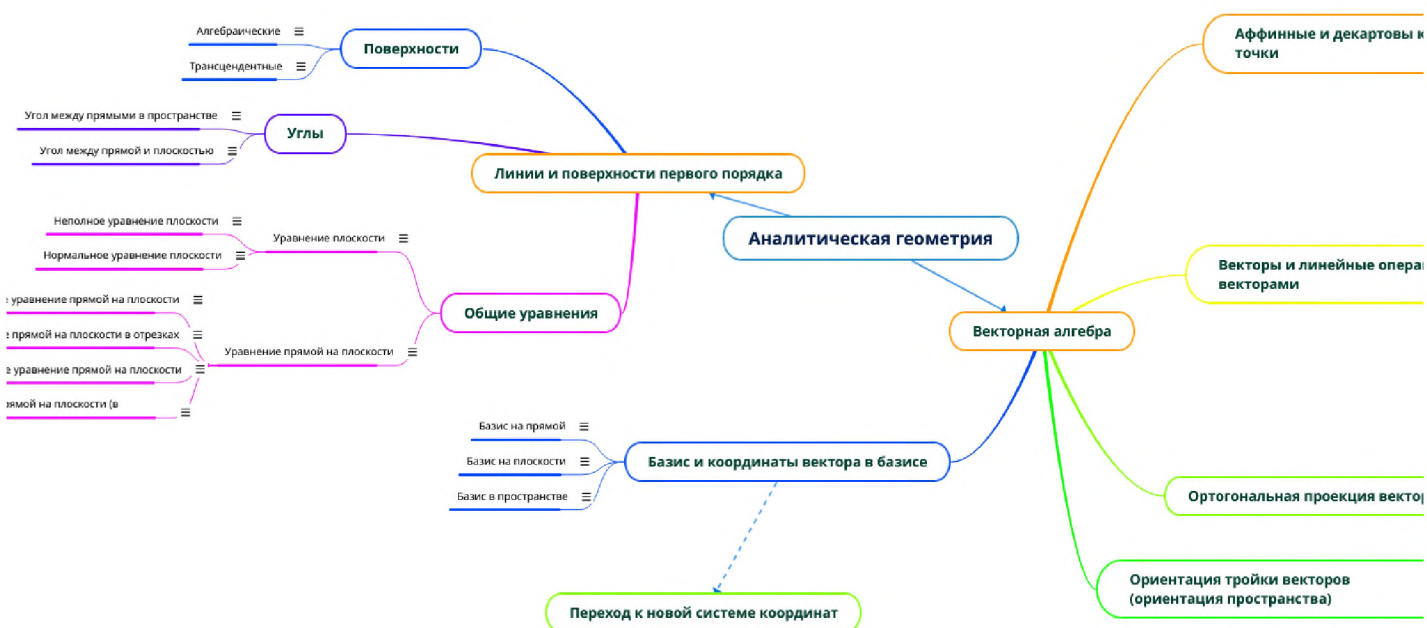 Алгебраические
Трансцендентные
Поверхности
Угол между прямыми в пространстве
Угол между прямой и плоскостью
Углы
Линии и поверхности первого порядка
Неполное уравнение плоскости
Нормальное уравнение плоскости
Уравнение плоскости
уравнение прямой на плоскости
прямой на плоскости в отрезках
уравнение прямой на плоскости
на плоскости (в
Уравнение прямой на плоскости
Общие уравнения
Аналитическая геометрия
Аффинные и декартовы
точки
Векторы и линейные
векторами
Векторная алгебра
Базис на прямой
Базис на плоскости
Базис в пространстве
Базис и координаты вектора в базисе
Ортогональная проекция
Ориентация тройки векторов
(ориентация пространства)
Переход к новой системе координат